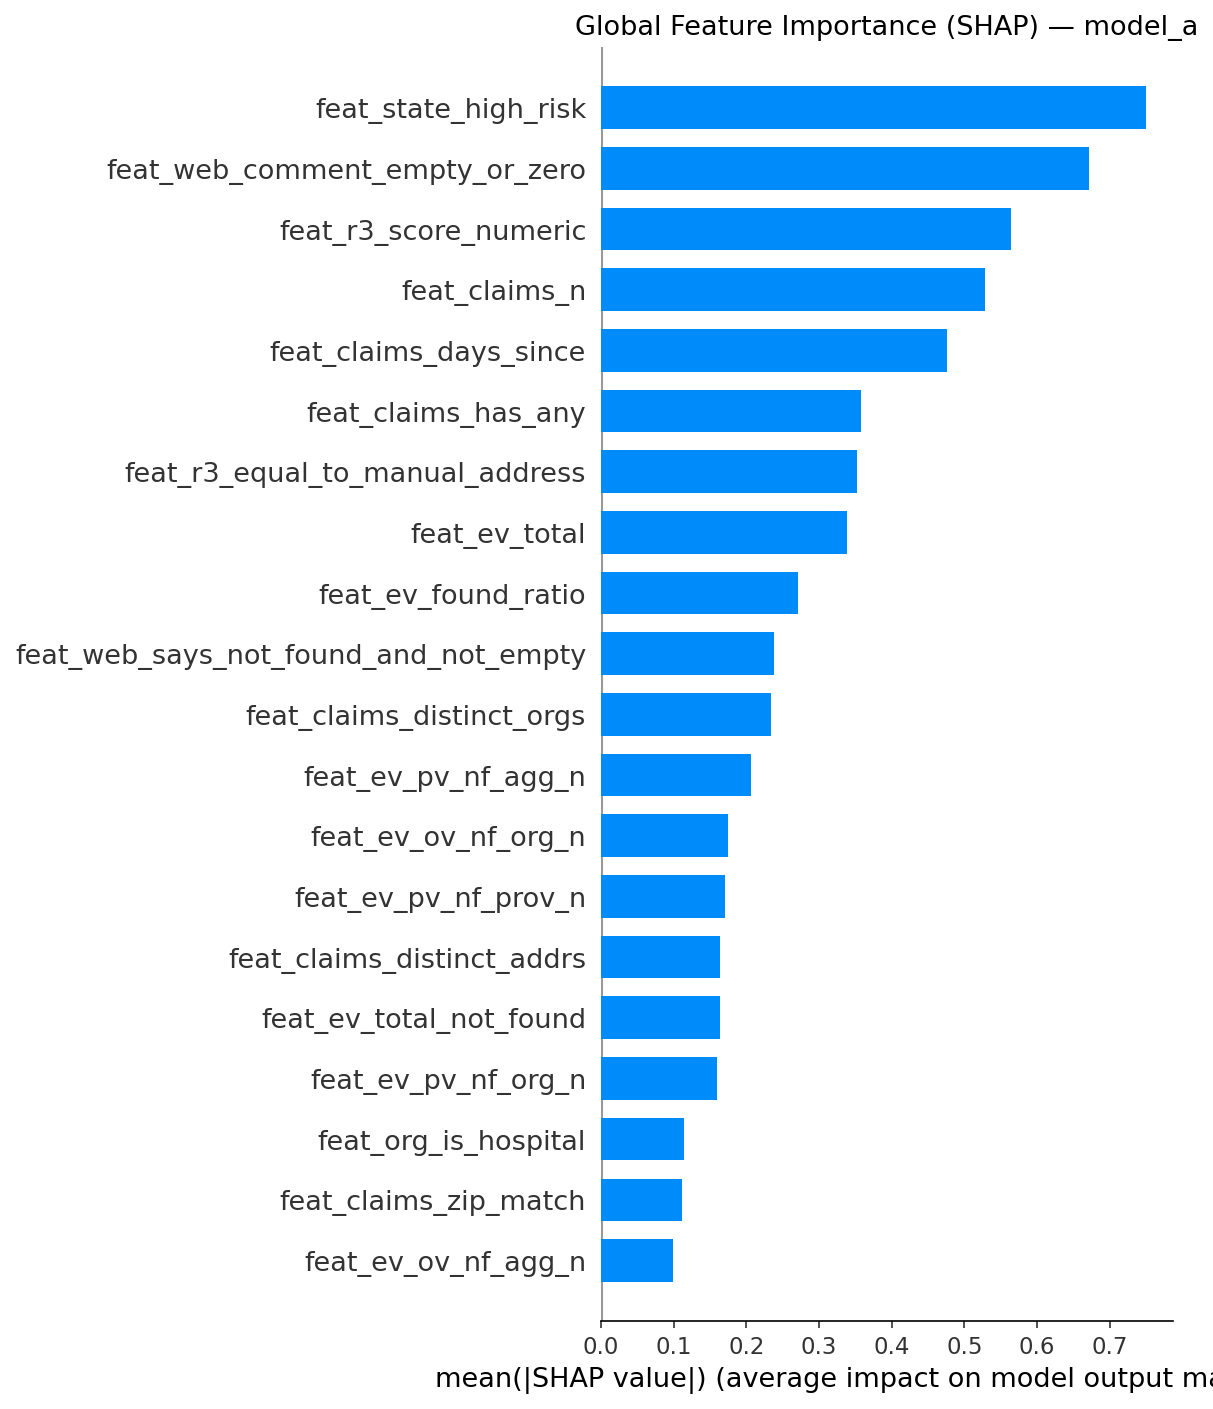 Global Feature Importance (SHAP) — model_a
feat_state_high_risk
feat_web_comment_empty_or_zero
feat_r3_score_numeric
feat_claims_n
feat_claims_days_since
feat_claims_has_any
feat_r3_equal_to_manual_address
feat_ev_total
feat_ev_found_ratio
feat_web_says_not_found_and_not_empty
feat_claims_distinct_orgs
feat_ev_pv_nf_agg_n
feat_ev_ov_nf_org_n
feat_ev_pv_nf_prov_n
feat_claims_distinct_addrs
feat_ev_total_not_found
feat_ev_pv_nf_org_n
feat_org_is_hospital
feat_claims_zip_match
feat_ev_ov_nf_agg_n
0.0 0.1 0.2 0.3 0.4 0.5 0.6 0.7
mean(|SHAP value|) (average impact on model output